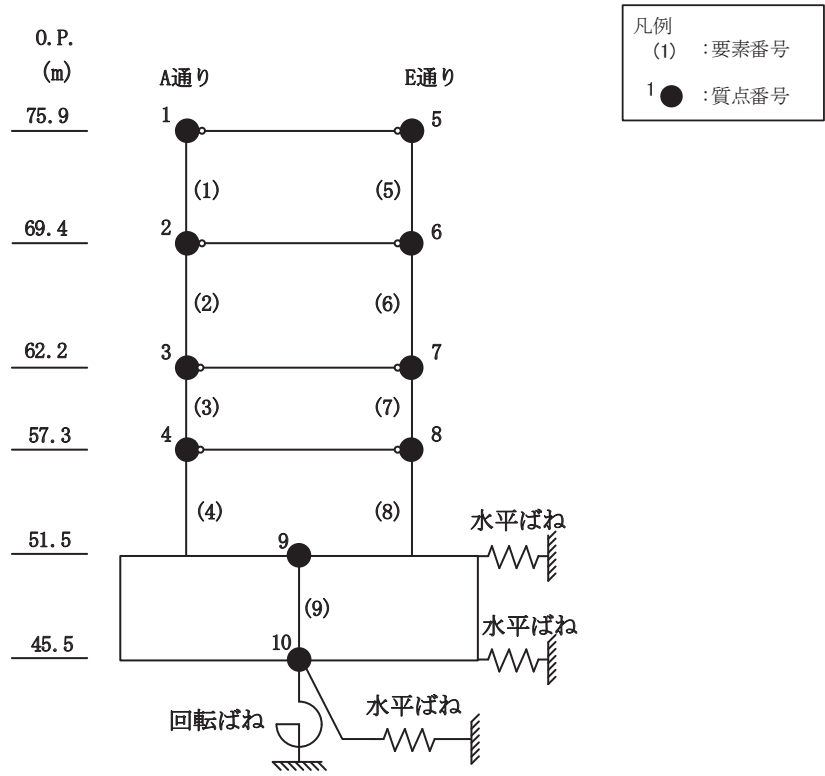 凡例
(1) :要素番号
1 :質点番号
O.P.
(m)
A通り
E通り
75.9
1
5
(1)
(5)
69.4
2
6
(2)
(6)
62.2
3
7
(3)
(7)
57.3
4
8
(4)
(8)
水平ばね
51.5
9
(9)
水平ばね
45.5
10
回転ばね
水平ばね